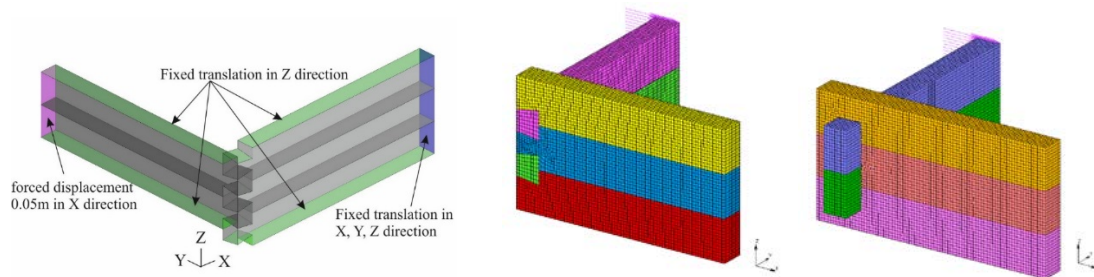 Fixed translation in Z direction
forced displacement
0.05m in X direction
Fixed translation in
X, Y, Z direction
Z
Y
X